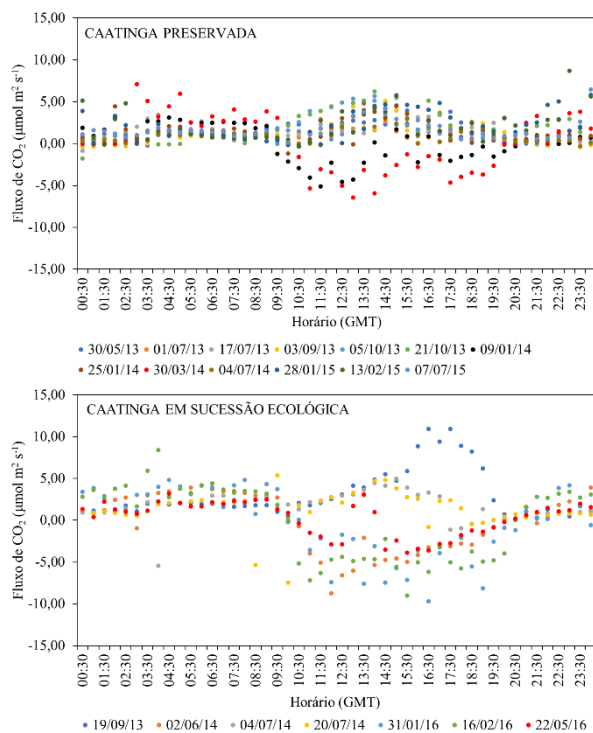 CAATINGA PRESERVADA
Fluxo de CO₂ (μmol m⁻² s⁻¹)
15,00
10,00
5,00
0,00
-5,00
-10,00
-15,00
00:30 01:30 02:30 03:30 04:30 05:30 06:30 07:30 08:30 09:30 10:30 11:30 12:30 13:30 14:30 15:30 16:30 17:30 18:30 19:30 20:30 21:30 22:30 23:30
Horário (GMT)
30/05/13 01/07/13 17/07/13 03/09/13 05/10/13 21/10/13 09/01/14
25/01/14 30/03/14 04/07/14 28/01/15 13/02/15 07/07/15
CAATINGA EM SUCESSÃO ECOLÓGICA
Fluxo de CO₂ (μmol m⁻² s⁻¹)
15,00
10,00
5,00
0,00
-5,00
-10,00
-15,00
00:30 01:30 02:30 03:30 04:30 05:30 06:30 07:30 08:30 09:30 10:30 11:30 12:30 13:30 14:30 15:30 16:30 17:30 18:30 19:30 20:30 21:30 22:30 23:30
Horário (GMT)
19/09/13 02/06/14 04/07/14 20/07/14 31/01/16 16/02/16 22/05/16